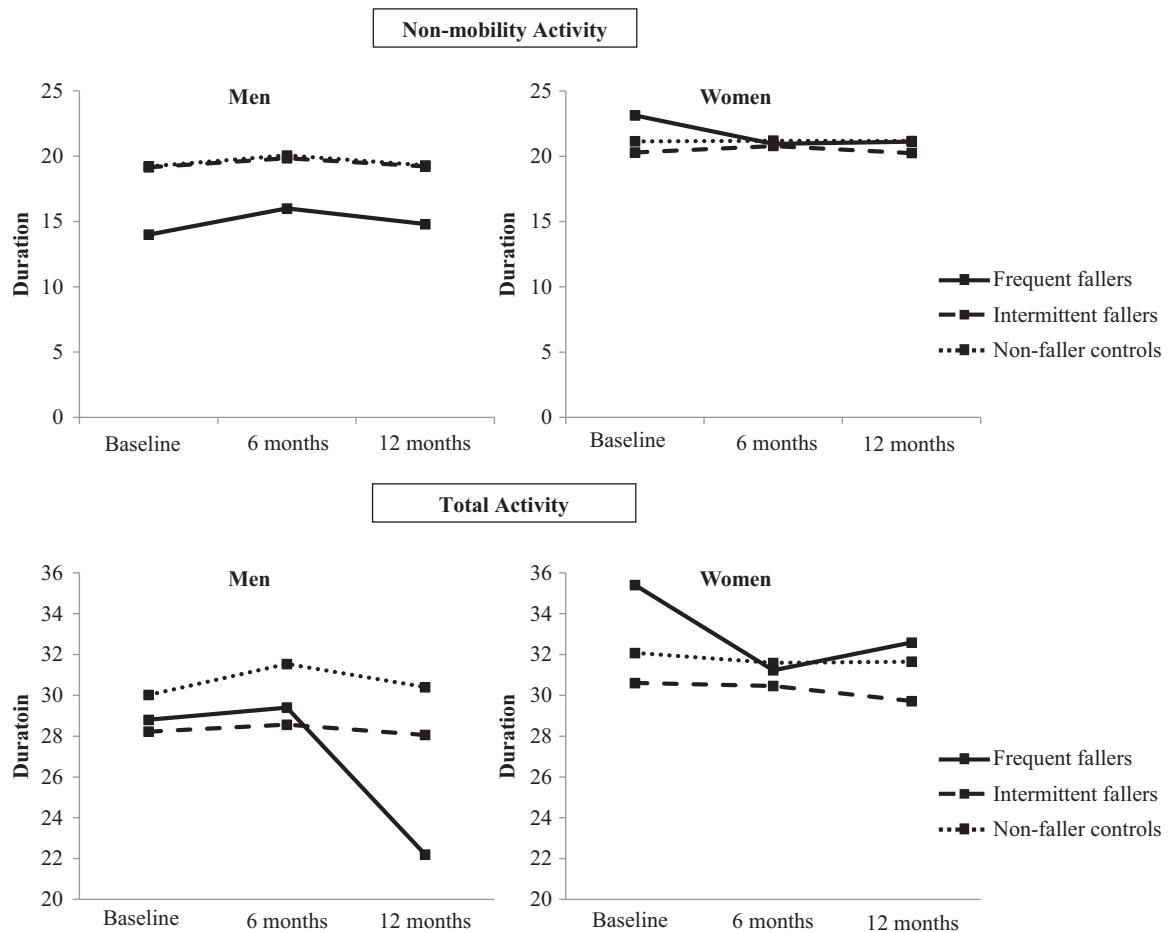 Non-mobility Activity
Men
25
20
15
10
5
0
Duration
Baseline
6 months
12 months
Women
25
20
15
10
5
0
Duration
Baseline
6 months
12 months
Frequent fallers
Intermittent fallers
Non-faller controls
Total Activity
Men
36
34
32
30
28
26
24
22
20
Duratoin
Baseline
6 months
12 months
Women
36
34
32
30
28
26
24
22
20
Duration
Baseline
6 months
12 months
Frequent fallers
Intermittent fallers
Non-faller controls